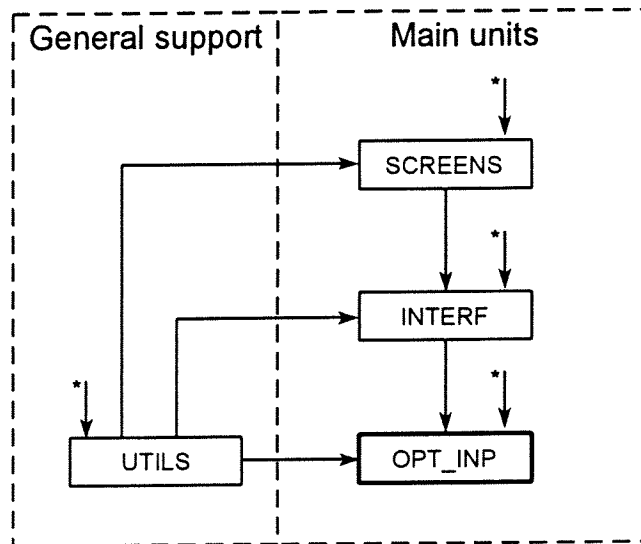 General support
Main units
*
SCREENS
*
INTERF
*
*
UTILS
OPT_INP